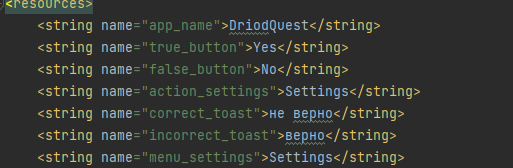 <resources>
<string name="app_name">DriodQuest</string>
<string name="true_button">Yes</string>
<string name="false_button">No</string>
<string name="action_settings">Settings</string>
<string name="correct_toast">не верно</string>
<string name="incorrect_toast">верно</string>
<string name="menu_settings">Settings</string>